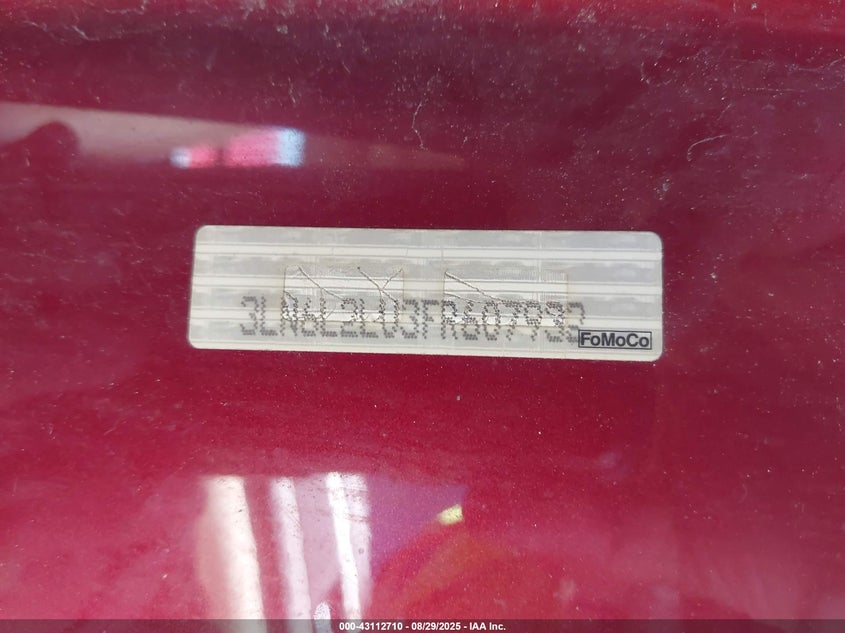 3LN6L2LU3FR607932
FoMoCo
000-43112710 - 08/29/2025 - IAA Inc.